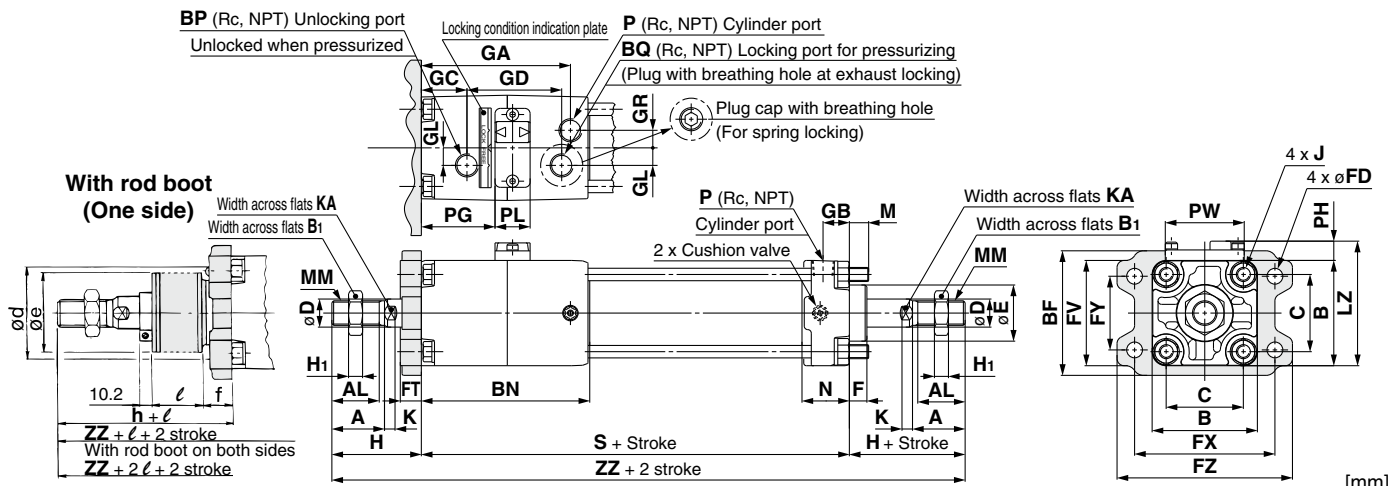 BP (Rc, NPT) Unlocking port
Unlocked when pressurized
Locking condition indication plate
P (Rc, NPT) Cylinder port
BQ (Rc, NPT) Locking port for pressurizing
(Plug with breathing hole at exhaust locking)
GA
GC
GD
GR
GL
GL
Plug cap with breathing hole
(For spring locking)
PG
PL
With rod boot
(One side)
Width across flats KA
Width across flats B1
MM
øD
ød
øe
10.2
ℓ
f
h + ℓ
ZZ + ℓ + 2 stroke
With rod boot on both sides
ZZ + 2ℓ + 2 stroke
H1
AL
FT
A
K
H
BN
P (Rc, NPT)
Cylinder port
2 x Cushion valve
GB
M
Width across flats KA
Width across flats B1
MM
øD
øE
N
F
AL
H1
K
A
S + Stroke
H + Stroke
ZZ + 2 stroke
4 x J
4 x øFD
PW
PH
BF
FV
FY
C
B
LZ
C
B
FX
FZ
[mm]